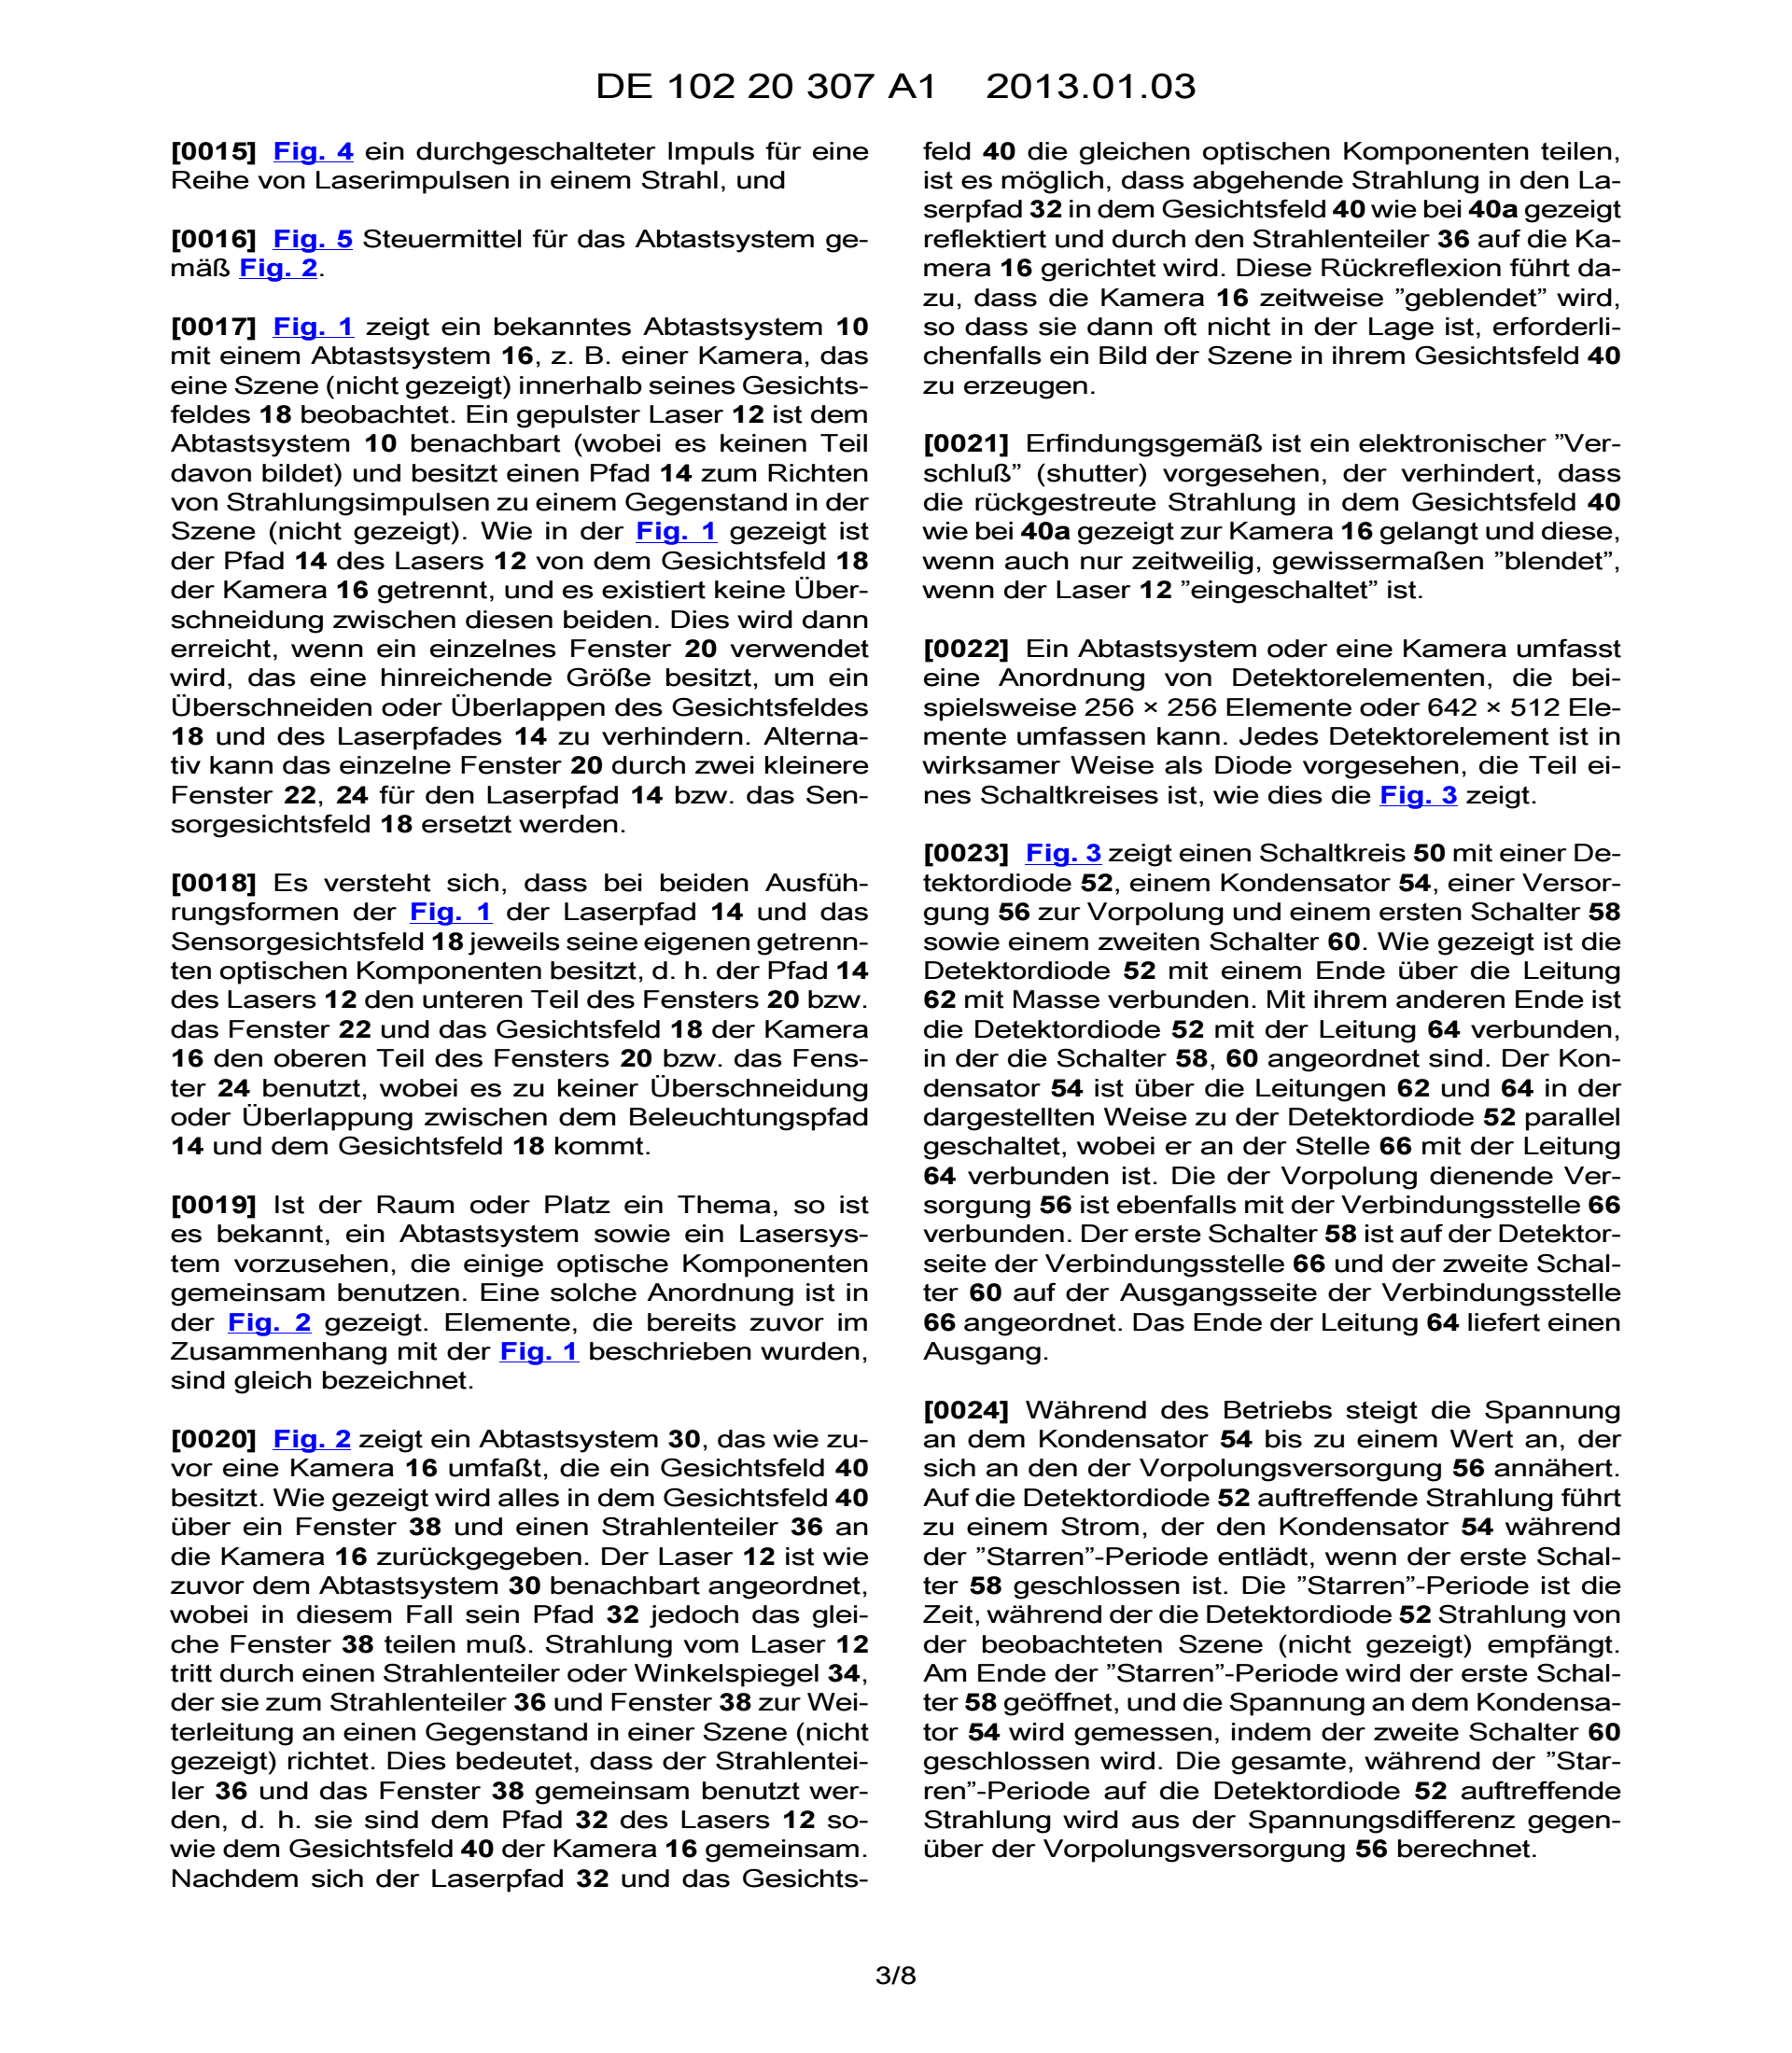 DE 102 20 307 A1 2013.01.03
[0015] Fig. 4 ein durchgeschalteter Impuls für eine
Reihe von Laserimpulsen in einem Strahl, und
[0016] Fig. 5 Steuermittel für das Abtastsystem ge-
mäß Fig. 2.
[0017] Fig. 1 zeigt ein bekanntes Abtastsystem 10
mit einem Abtastsystem 16, z. B. einer Kamera, das
eine Szene (nicht gezeigt) innerhalb seines Gesichts-
feldes 18 beobachtet. Ein gepulster Laser 12 ist dem
Abtastsystem 10 benachbart (wobei es keinen Teil
davon bildet) und besitzt einen Pfad 14 zum Richten
von Strahlungsimpulsen zu einem Gegenstand in der
Szene (nicht gezeigt). Wie in der Fig. 1 gezeigt ist
der Pfad 14 des Lasers 12 von dem Gesichtsfeld 18
der Kamera 16 getrennt, und es existiert keine Über-
schneidung zwischen diesen beiden. Dies wird dann
erreicht, wenn ein einzelnes Fenster 20 verwendet
wird, das eine hinreichende Größe besitzt, um ein
Überschneiden oder Überlappen des Gesichtsfeldes
18 und des Laserpfades 14 zu verhindern. Alterna-
tiv kann das einzelne Fenster 20 durch zwei kleinere
Fenster 22, 24 für den Laserpfad 14 bzw. das Sen-
sorgesichtsfeld 18 ersetzt werden.
[0018] Es versteht sich, dass bei beiden Ausfüh-
rungsformen der Fig. 1 der Laserpfad 14 und das
Sensorgesichtsfeld 18 jeweils seine eigenen getrenn-
ten optischen Komponenten besitzt, d. h. der Pfad 14
des Lasers 12 den unteren Teil des Fensters 20 bzw.
das Fenster 22 und das Gesichtsfeld 18 der Kamera
16 den oberen Teil des Fensters 20 bzw. das Fens-
ter 24 benutzt, wobei es zu keiner Überschneidung
oder Überlappung zwischen dem Beleuchtungspfad
14 und dem Gesichtsfeld 18 kommt.
[0019] Ist der Raum oder Platz ein Thema, so ist
es bekannt, ein Abtastsystem sowie ein Lasersys-
tem vorzusehen, die einige optische Komponenten
gemeinsam benutzen. Eine solche Anordnung ist in
der Fig. 2 gezeigt. Elemente, die bereits zuvor im
Zusammenhang mit der Fig. 1 beschrieben wurden,
sind gleich bezeichnet.
[0020] Fig. 2 zeigt ein Abtastsystem 30, das wie zu-
vor eine Kamera 16 umfaßt, die ein Gesichtsfeld 40
besitzt. Wie gezeigt wird alles in dem Gesichtsfeld 40
über ein Fenster 38 und einen Strahlenteiler 36 an
die Kamera 16 zurückgegeben. Der Laser 12 ist wie
zuvor dem Abtastsystem 30 benachbart angeordnet,
wobei in diesem Fall sein Pfad 32 jedoch das glei-
che Fenster 38 teilen muß. Strahlung vom Laser 12
tritt durch einen Strahlenteiler oder Winkelspiegel 34,
der sie zum Strahlenteiler 36 und Fenster 38 zur Wei-
terleitung an einen Gegenstand in einer Szene (nicht
gezeigt) richtet. Dies bedeutet, dass der Strahlentei-
ler 36 und das Fenster 38 gemeinsam benutzt wer-
den, d. h. sie sind dem Pfad 32 des Lasers 12 so-
wie dem Gesichtsfeld 40 der Kamera 16 gemeinsam.
Nachdem sich der Laserpfad 32 und das Gesichts-
feld 40 die gleichen optischen Komponenten teilen,
ist es möglich, dass abgehende Strahlung in den La-
serpfad 32 in dem Gesichtsfeld 40 wie bei 40a gezeigt
reflektiert und durch den Strahlenteiler 36 auf die Ka-
mera 16 gerichtet wird. Diese Rückreflexion führt da-
zu, dass die Kamera 16 zeitweise ”geblendet” wird,
so dass sie dann oft nicht in der Lage ist, erforderli-
chenfalls ein Bild der Szene in ihrem Gesichtsfeld 40
zu erzeugen.
[0021] Erfindungsgemäß ist ein elektronischer ”Ver-
schluß” (shutter) vorgesehen, der verhindert, dass
die rückgestreute Strahlung in dem Gesichtsfeld 40
wie bei 40a gezeigt zur Kamera 16 gelangt und diese,
wenn auch nur zeitweilig, gewissermaßen ”blendet”,
wenn der Laser 12 ”eingeschaltet” ist.
[0022] Ein Abtastsystem oder eine Kamera umfasst
eine Anordnung von Detektorelementen, die bei-
spielsweise 256 × 256 Elemente oder 642 × 512 Ele-
mente umfassen kann. Jedes Detektorelement ist in
wirksamer Weise als Diode vorgesehen, die Teil ei-
nes Schaltkreises ist, wie dies die Fig. 3 zeigt.
[0023] Fig. 3 zeigt einen Schaltkreis 50 mit einer De-
tektordiode 52, einem Kondensator 54, einer Versor-
gung 56 zur Vorpolung und einem ersten Schalter 58
sowie einem zweiten Schalter 60. Wie gezeigt ist die
Detektordiode 52 mit einem Ende über die Leitung
62 mit Masse verbunden. Mit ihrem anderen Ende ist
die Detektordiode 52 mit der Leitung 64 verbunden,
in der die Schalter 58, 60 angeordnet sind. Der Kon-
densator 54 ist über die Leitungen 62 und 64 in der
dargestellten Weise zu der Detektordiode 52 parallel
geschaltet, wobei er an der Stelle 66 mit der Leitung
64 verbunden ist. Die der Vorpolung dienende Ver-
sorgung 56 ist ebenfalls mit der Verbindungsstelle 66
verbunden. Der erste Schalter 58 ist auf der Detektor-
seite der Verbindungsstelle 66 und der zweite Schal-
ter 60 auf der Ausgangsseite der Verbindungsstelle
66 angeordnet. Das Ende der Leitung 64 liefert einen
Ausgang.
[0024] Während des Betriebs steigt die Spannung
an dem Kondensator 54 bis zu einem Wert an, der
sich an den der Vorpolungsversorgung 56 annähert.
Auf die Detektordiode 52 auftreffende Strahlung führt
zu einem Strom, der den Kondensator 54 während
der ”Starren”-Periode entlädt, wenn der erste Schal-
ter 58 geschlossen ist. Die ”Starren”-Periode ist die
Zeit, während der die Detektordiode 52 Strahlung von
der beobachteten Szene (nicht gezeigt) empfängt.
Am Ende der ”Starren”-Periode wird der erste Schal-
ter 58 geöffnet, und die Spannung an dem Kondensa-
tor 54 wird gemessen, indem der zweite Schalter 60
geschlossen wird. Die gesamte, während der ”Star-
ren”-Periode auf die Detektordiode 52 auftreffende
Strahlung wird aus der Spannungsdifferenz gegen-
über der Vorpolungsversorgung 56 berechnet.
3/8